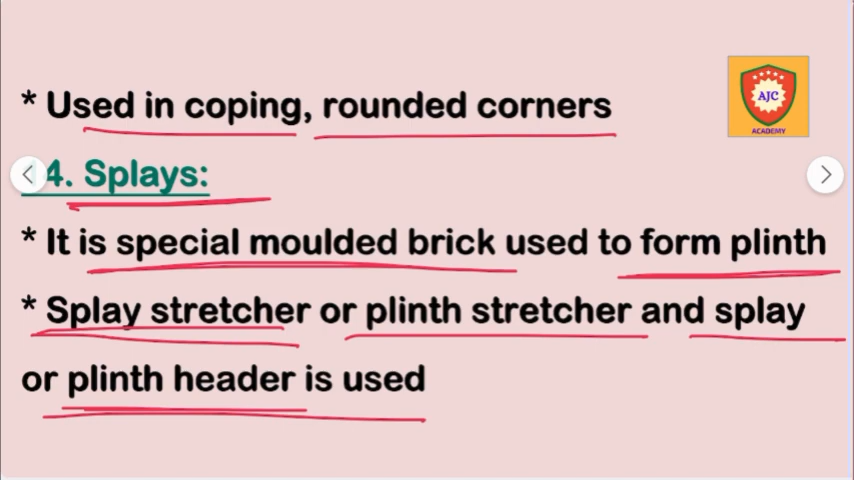 * Used in coping, rounded corners
AJC
ACADEMY
4. Splays:
* It is special moulded brick used to form plinth
* Splay stretcher or plinth stretcher and splay
or plinth header is used